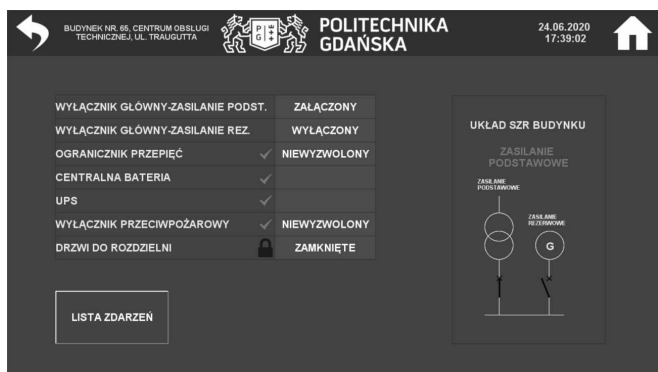 BUDYNEK NR. 65, CENTRUM OBSLUGI
TECHNICZNEJ, UL. TRAUGUTTA
P G
POLITECHNIKA
GDAŃSKA
24.06.2020
17:39:02
WYŁĄCZNIK GŁÓWNY-ZASILANIE PODST. ZAŁĄCZONY
WYŁĄCZNIK GŁÓWNY-ZASILANIE REZ. WYŁĄCZONY
OGRANICZNIK PRZEPIĘĆ NIEWYZWOLONY
CENTRALNA BATERIA
UPS
WYŁĄCZNIK PRZECIWPOŻAROWY NIEWYZWOLONY
DRZWI DO ROZDZIELNI ZAMKNIĘTE
LISTA ZDARZEŃ
UKŁAD SZR BUDYNKU
ZASILANIE
PODSTAWOWE
ZASILANIE
PODSTAWOWE
ZASILANIE
REZERWOWE
G